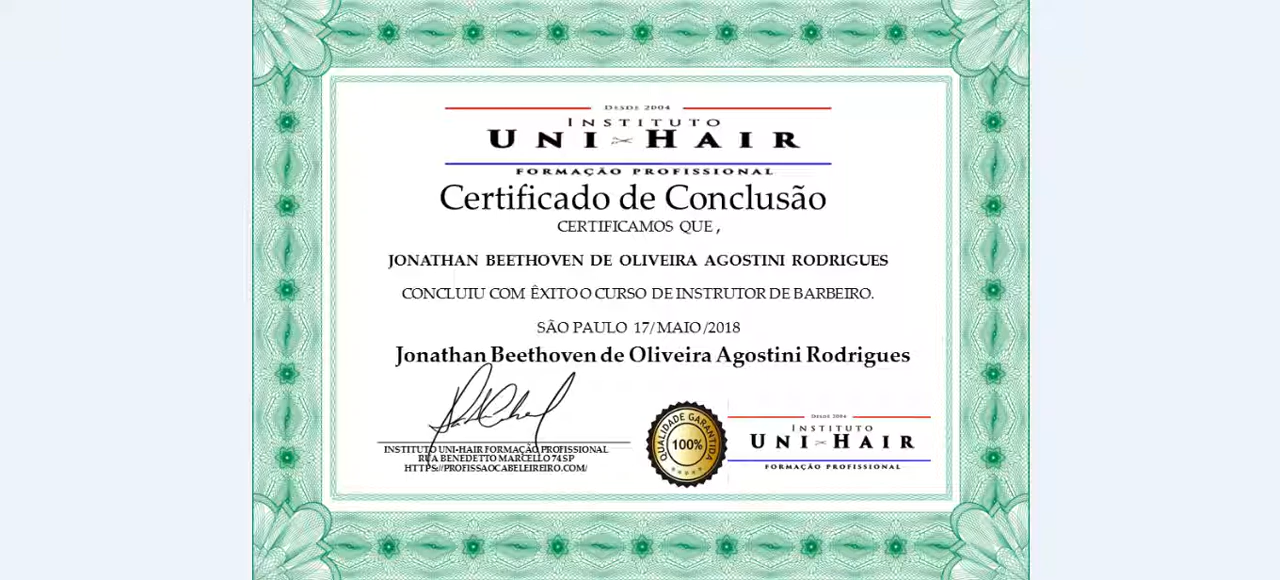 DESDE 2004
INSTITUTO
UNI HAIR
FORMAÇÃO PROFISSIONAL
Certificado de Conclusão
CERTIFICAMOS QUE ,
JONATHAN BEETHOVEN DE OLIVEIRA AGOSTINI RODRIGUES
CONCLUIU COM ÊXITO O CURSO DE INSTRUTOR DE BARBEIRO.
SÃO PAULO 17/MAIO/2018
Jonathan Beethoven de Oliveira Agostini Rodrigues
INSTITUTO UNI-HAIR FORMAÇÃO PROFISSIONAL
RUA BENEDETTO MARCELLO 74 SP
HTTPS://PROFISSAOCABELEIREIRO.COM/
QUALIDADE GARANTIDA
100%
DESDE 2004
INSTITUTO
UNI HAIR
FORMAÇÃO PROFISSIONAL